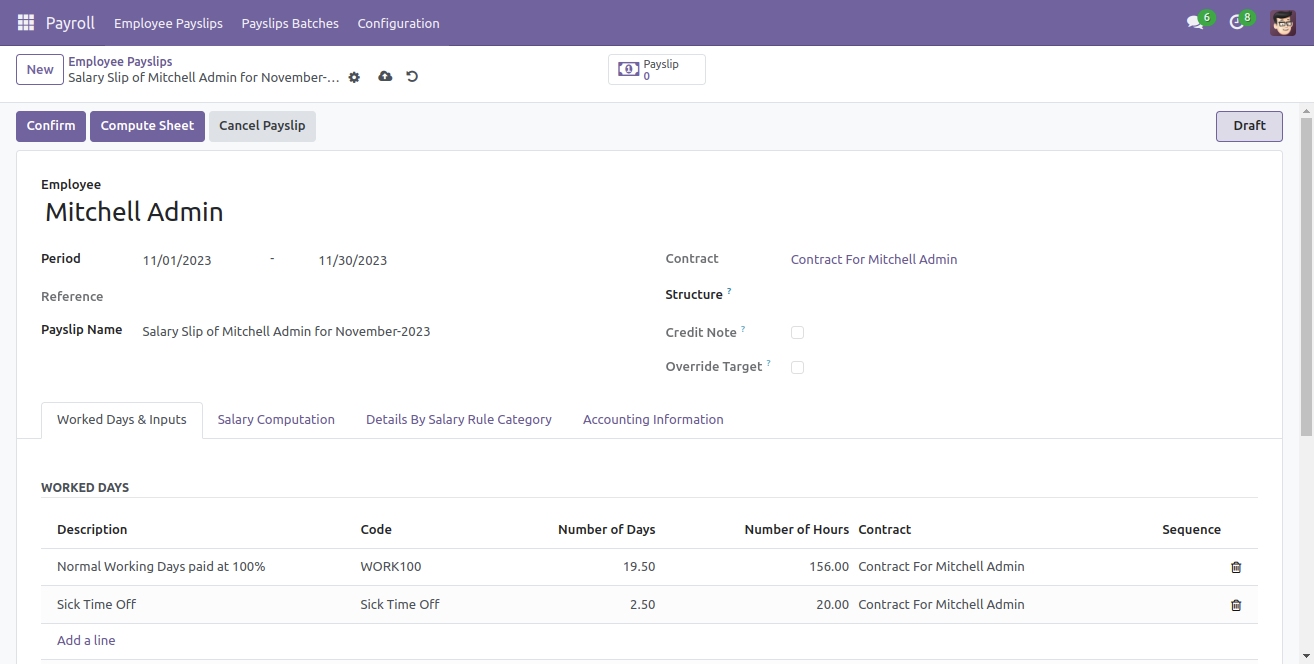 Payroll Employee Payslips Payslips Batches Configuration 6 8
New Employee Payslips
Salary Slip of Mitchell Admin for November-...
Payslip
0
Confirm Compute Sheet Cancel Payslip Draft
Employee
Mitchell Admin
Period 11/01/2023 - 11/30/2023 Contract Contract For Mitchell Admin
Reference Structure ?
Payslip Name Salary Slip of Mitchell Admin for November-2023 Credit Note ?
Override Target ?
Worked Days & Inputs Salary Computation Details By Salary Rule Category Accounting Information
WORKED DAYS
Description Code Number of Days Number of Hours Contract Sequence
Normal Working Days paid at 100% WORK100 19.50 156.00 Contract For Mitchell Admin
Sick Time Off Sick Time Off 2.50 20.00 Contract For Mitchell Admin
Add a line